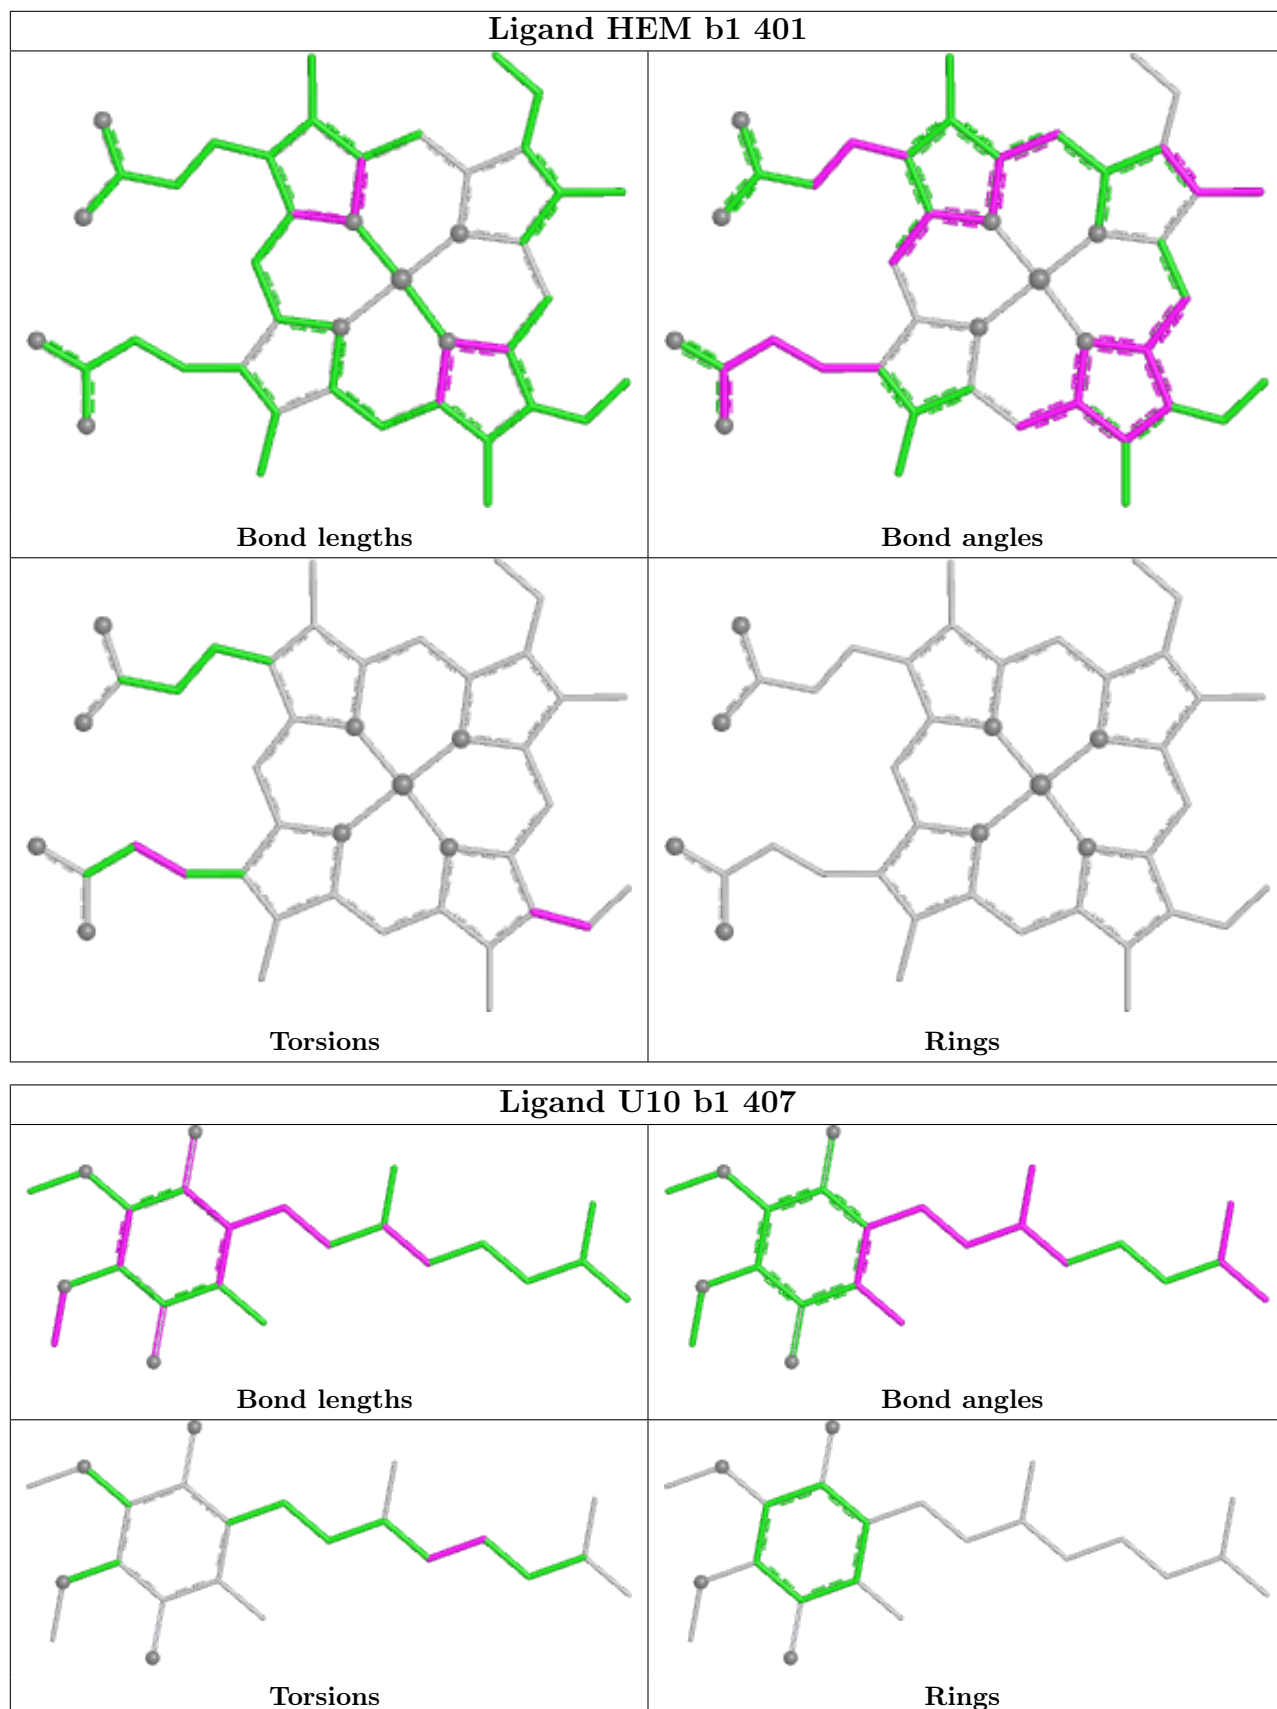 Ligand HEM b1 401
Bond lengths
Bond angles
Torsions
Rings
Ligand U10 b1 407
Bond lengths
Bond angles
Torsions
Rings